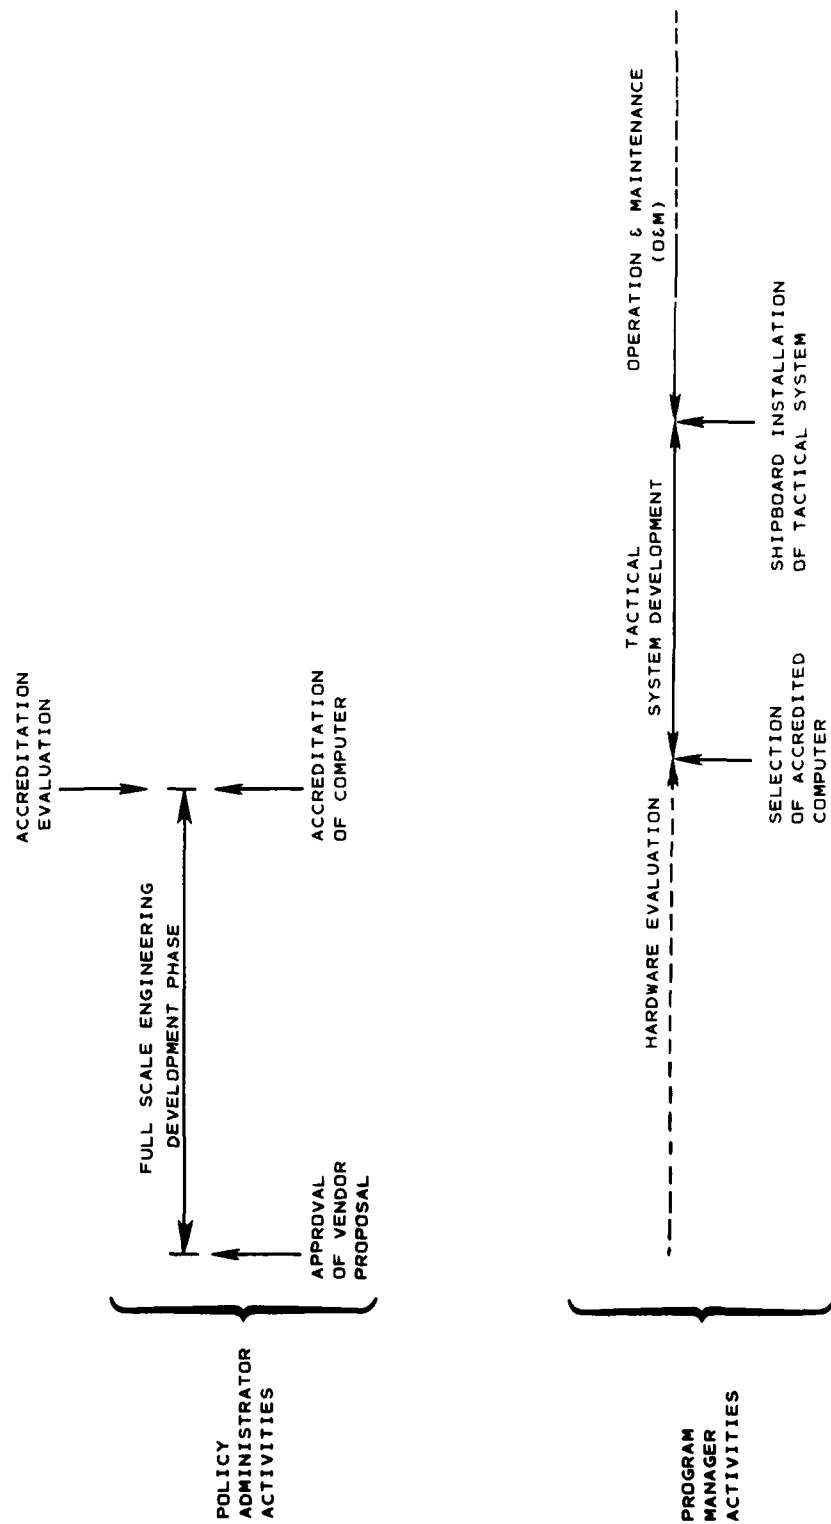 POLICY
ADMINISTRATOR
ACTIVITIES
APPROVAL
OF VENDOR
PROPOSAL
FULL SCALE ENGINEERING
DEVELOPMENT PHASE
ACCREDITATION
EVALUATION
ACCREDITATION
OF COMPUTER
PROGRAM
MANAGER
ACTIVITIES
HARDWARE EVALUATION
SELECTION
OF ACCREDITED
COMPUTER
TACTICAL
SYSTEM DEVELOPMENT
SHIPBOARD INSTALLATION
OF TACTICAL SYSTEM
OPERATION & MAINTENANCE
(O&M)